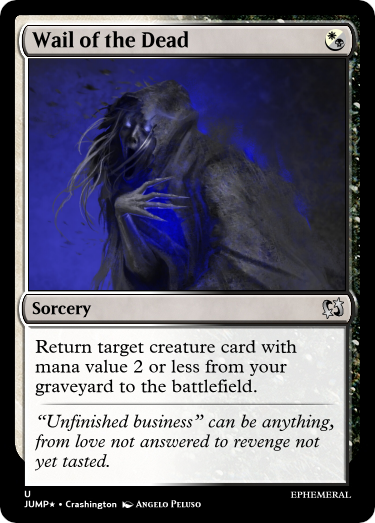 Wail of the Dead
Sorcery
Return target creature card with
mana value 2 or less from your
graveyard to the battlefield.
“Unfinished business” can be anything,
from love not answered to revenge not
yet tasted.
U
JUMP★ • Crashington Angelo Peluso
EPHEMERAL